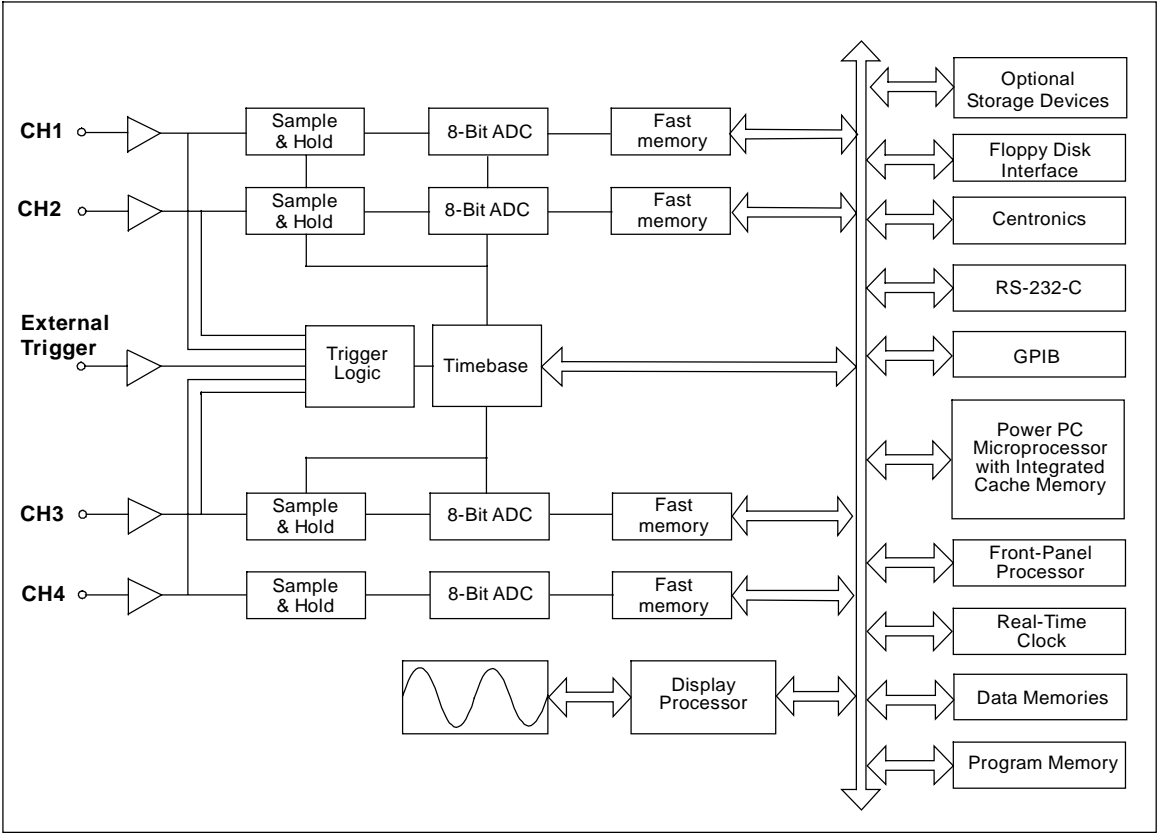 CH1
Sample
& Hold
8-Bit ADC
Fast
memory
CH2
Sample
& Hold
8-Bit ADC
Fast
memory
External
Trigger
Trigger
Logic
Timebase
CH3
Sample
& Hold
8-Bit ADC
Fast
memory
CH4
Sample
& Hold
8-Bit ADC
Fast
memory
Display
Processor
Optional
Storage Devices
Floppy Disk
Interface
Centronics
RS-232-C
GPIB
Power PC
Microprocessor
with Integrated
Cache Memory
Front-Panel
Processor
Real-Time
Clock
Data Memories
Program Memory